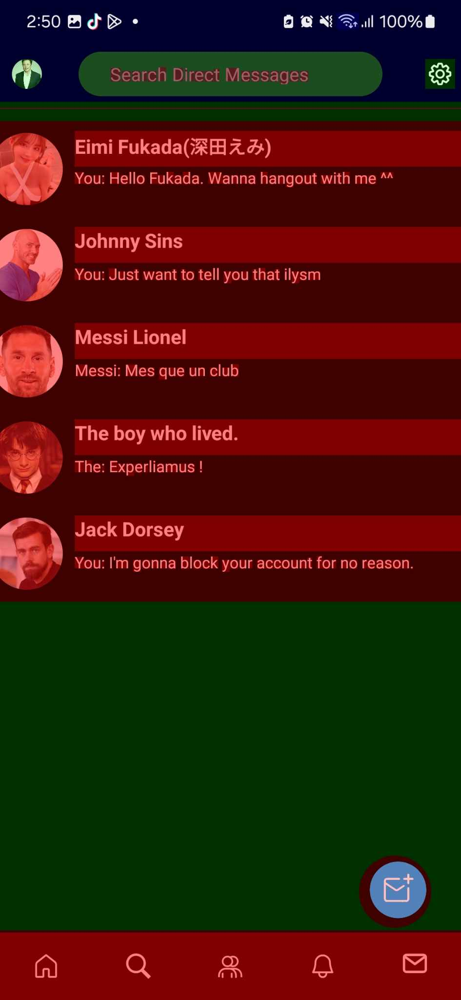 2:50 100%
Search Direct Messages
Eimi Fukada(深田えみ)
You: Hello Fukada. Wanna hangout with me ^^
Johnny Sins
You: Just want to tell you that ilysm
Messi Lionel
Messi: Mes que un club
The boy who lived.
The: Experliamus !
Jack Dorsey
You: I'm gonna block your account for no reason.